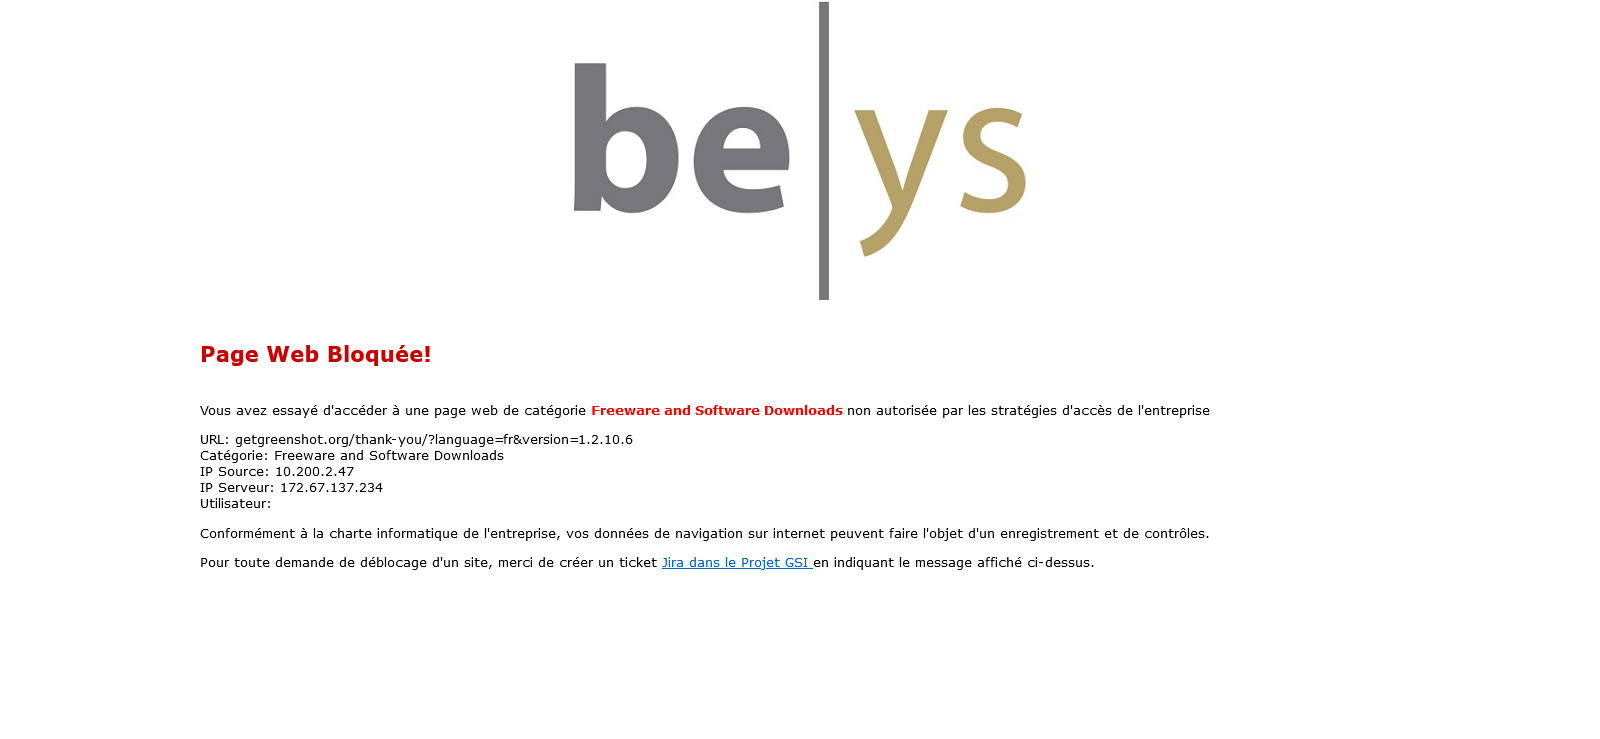 be|ys
Page Web Bloquée!
Vous avez essayé d'accéder à une page web de catégorie Freeware and Software Downloads non autorisée par les stratégies d'accès de l'entreprise
URL: getgreenshot.org/thank-you/?language=fr&version=1.2.10.6
Catégorie: Freeware and Software Downloads
IP Source: 10.200.2.47
IP Serveur: 172.67.137.234
Utilisateur:
Conformément à la charte informatique de l'entreprise, vos données de navigation sur internet peuvent faire l'objet d'un enregistrement et de contrôles.
Pour toute demande de déblocage d'un site, merci de créer un ticket Jira dans le Projet GSI en indiquant le message affiché ci-dessus.